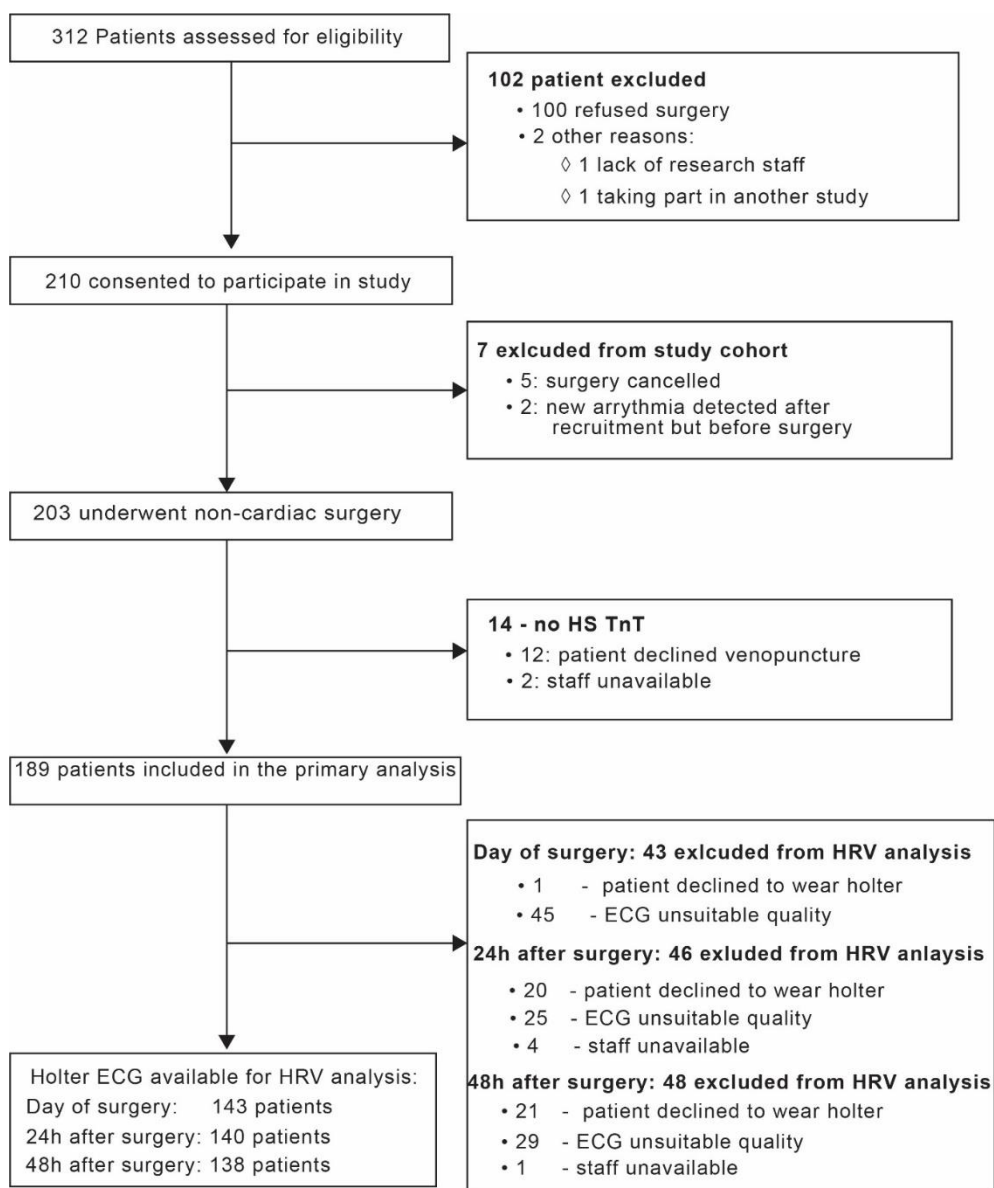 312 Patients assessed for eligibility
102 patient excluded
• 100 refused surgery
• 2 other reasons:
◊ 1 lack of research staff
◊ 1 taking part in another study
210 consented to participate in study
7 exlcuded from study cohort
• 5: surgery cancelled
• 2: new arrythmia detected after
recruitment but before surgery
203 underwent non-cardiac surgery
14 - no HS TnT
• 12: patient declined venopuncture
• 2: staff unavailable
189 patients included in the primary analysis
Day of surgery: 43 exlcuded from HRV analysis
• 1 - patient declined to wear holter
• 45 - ECG unsuitable quality
24h after surgery: 46 exluded from HRV anlaysis
• 20 - patient declined to wear holter
• 25 - ECG unsuitable quality
• 4 - staff unavailable
48h after surgery: 48 excluded from HRV analysis
• 21 - patient declined to wear holter
• 29 - ECG unsuitable quality
• 1 - staff unavailable
Holter ECG available for HRV analysis:
Day of surgery: 143 patients
24h after surgery: 140 patients
48h after surgery: 138 patients